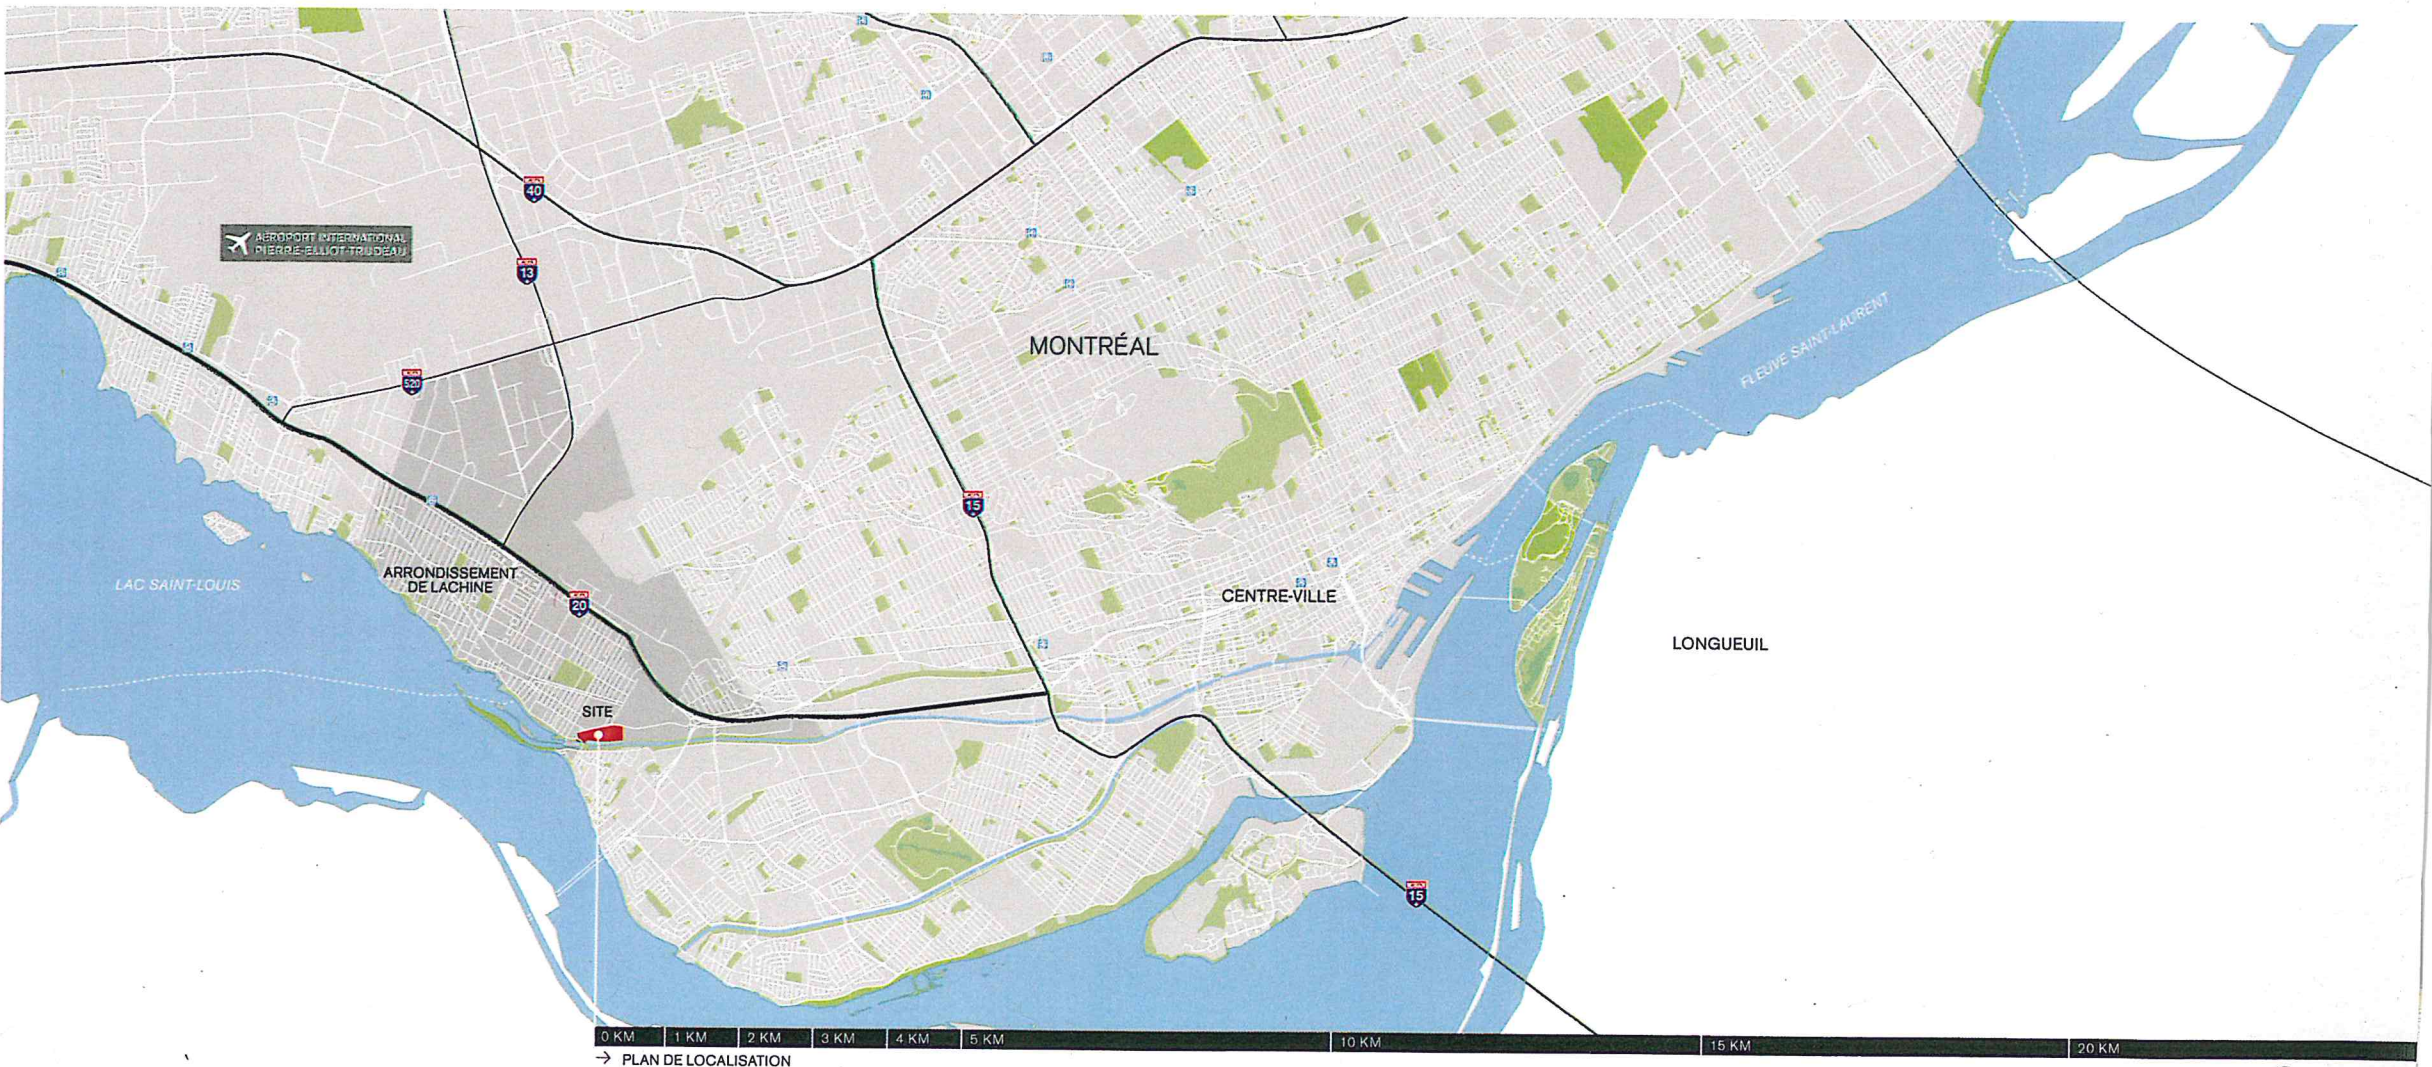 40
AÉROPORT INTERNATIONAL
PIERRE-ELLIOT-TRUDEAU
13
FLEUVE SAINT-LAURENT
MONTRÉAL
520
15
ARRONDISSEMENT
DE LACHINE
LAC SAINT-LOUIS
20
CENTRE-VILLE
LONGUEUIL
SITE
15
0 KM
1 KM
2 KM
3 KM
4 KM
5 KM
10 KM
15 KM
20 KM
→ PLAN DE LOCALISATION